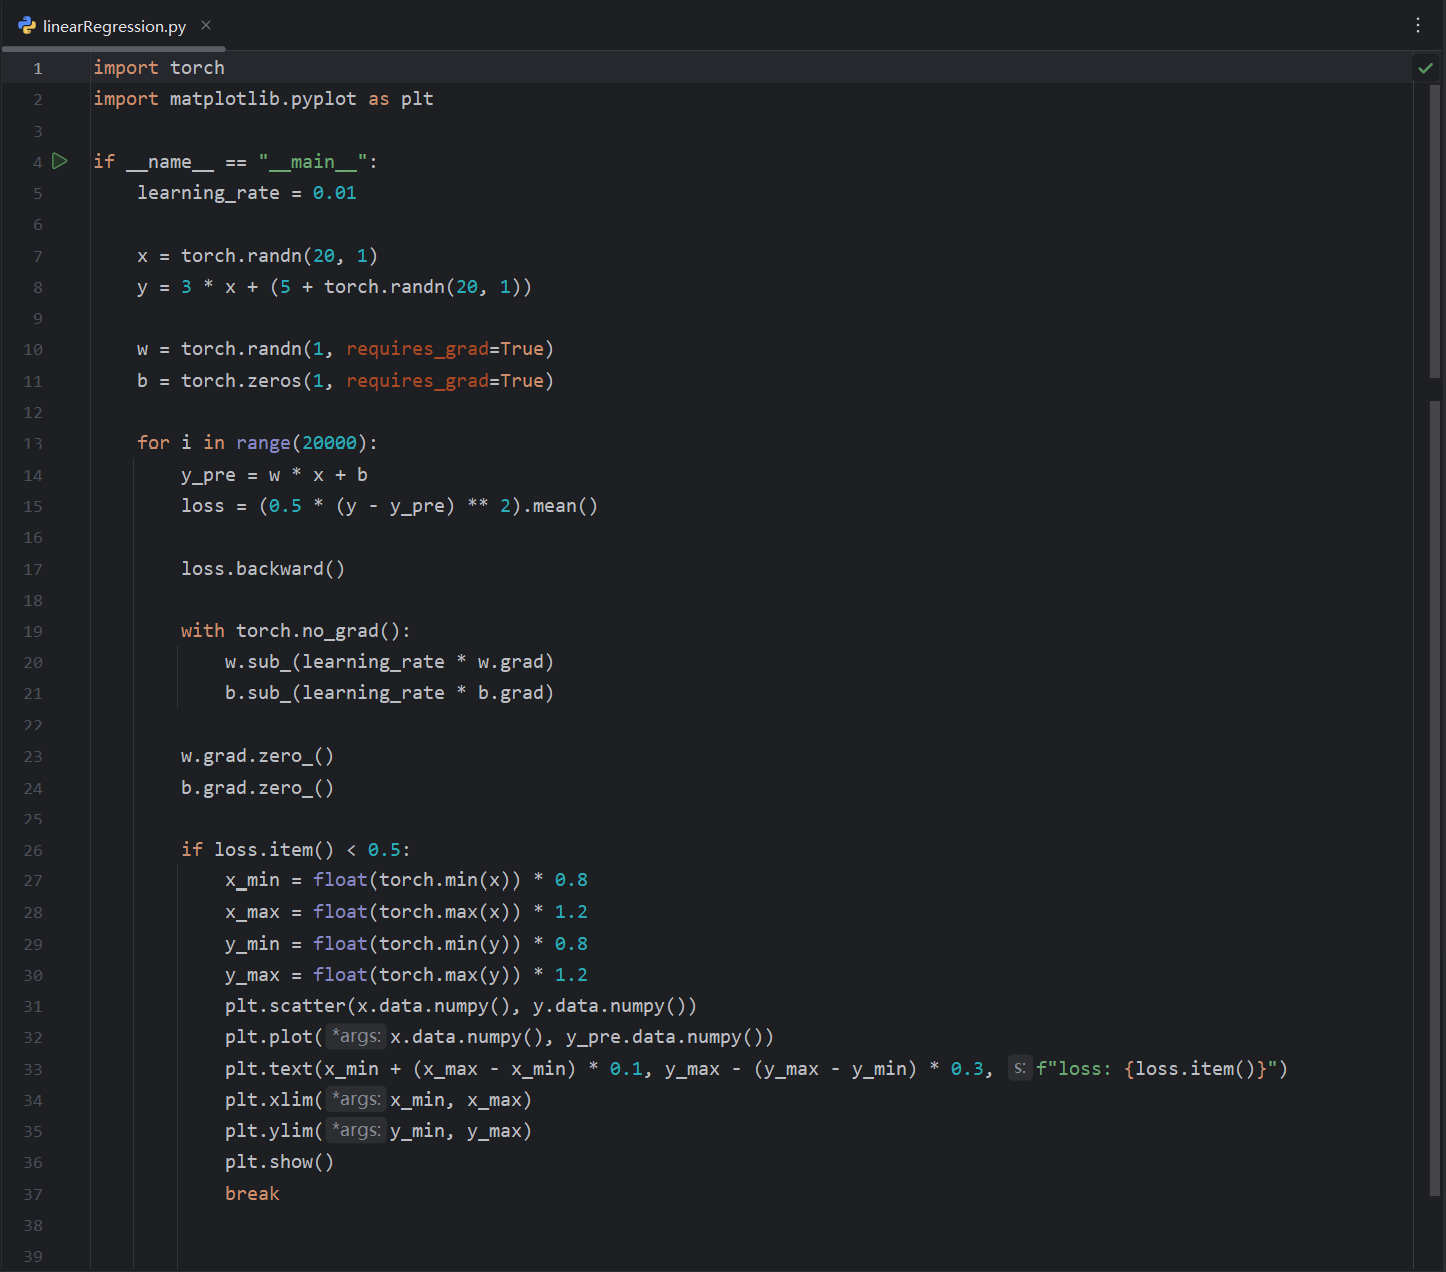 linearRegression.py
1 import torch
2 import matplotlib.pyplot as plt
3
4 if __name__ == "__main__":
5     learning_rate = 0.01
6
7     x = torch.randn(20, 1)
8     y = 3 * x + (5 + torch.randn(20, 1))
9
10     w = torch.randn(1, requires_grad=True)
11     b = torch.zeros(1, requires_grad=True)
12
13     for i in range(20000):
14         y_pre = w * x + b
15         loss = (0.5 * (y - y_pre) ** 2).mean()
16
17         loss.backward()
18
19         with torch.no_grad():
20             w.sub_(learning_rate * w.grad)
21             b.sub_(learning_rate * b.grad)
22
23         w.grad.zero_()
24         b.grad.zero_()
25
26         if loss.item() < 0.5:
27             x_min = float(torch.min(x)) * 0.8
28             x_max = float(torch.max(x)) * 1.2
29             y_min = float(torch.min(y)) * 0.8
30             y_max = float(torch.max(y)) * 1.2
31             plt.scatter(x.data.numpy(), y.data.numpy())
32             plt.plot( *args: x.data.numpy(), y_pre.data.numpy())
33             plt.text(x_min + (x_max - x_min) * 0.1, y_max - (y_max - y_min) * 0.3, s: f"loss: {loss.item()}")
34             plt.xlim( *args: x_min, x_max)
35             plt.ylim( *args: y_min, y_max)
36             plt.show()
37             break
38
39